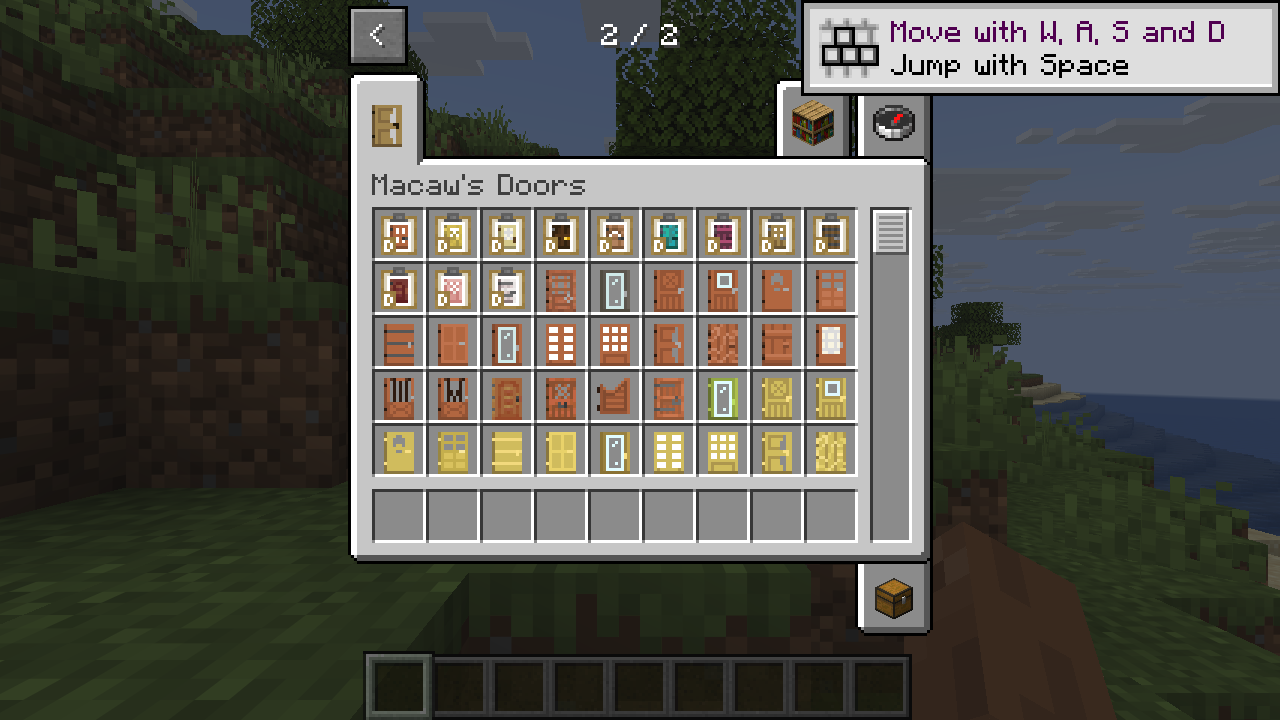 <
2 / 2
Move with W, A, S and D
Jump with Space
Macaw's Doors
D D D D D D D D D
D D D